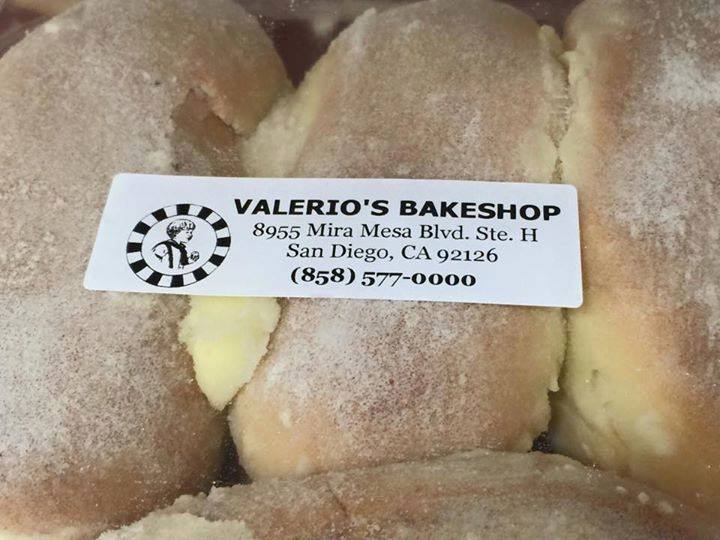 VALERIO'S BAKESHOP
8955 Mira Mesa Blvd. Ste. H
San Diego, CA 92126
(858) 577-0000